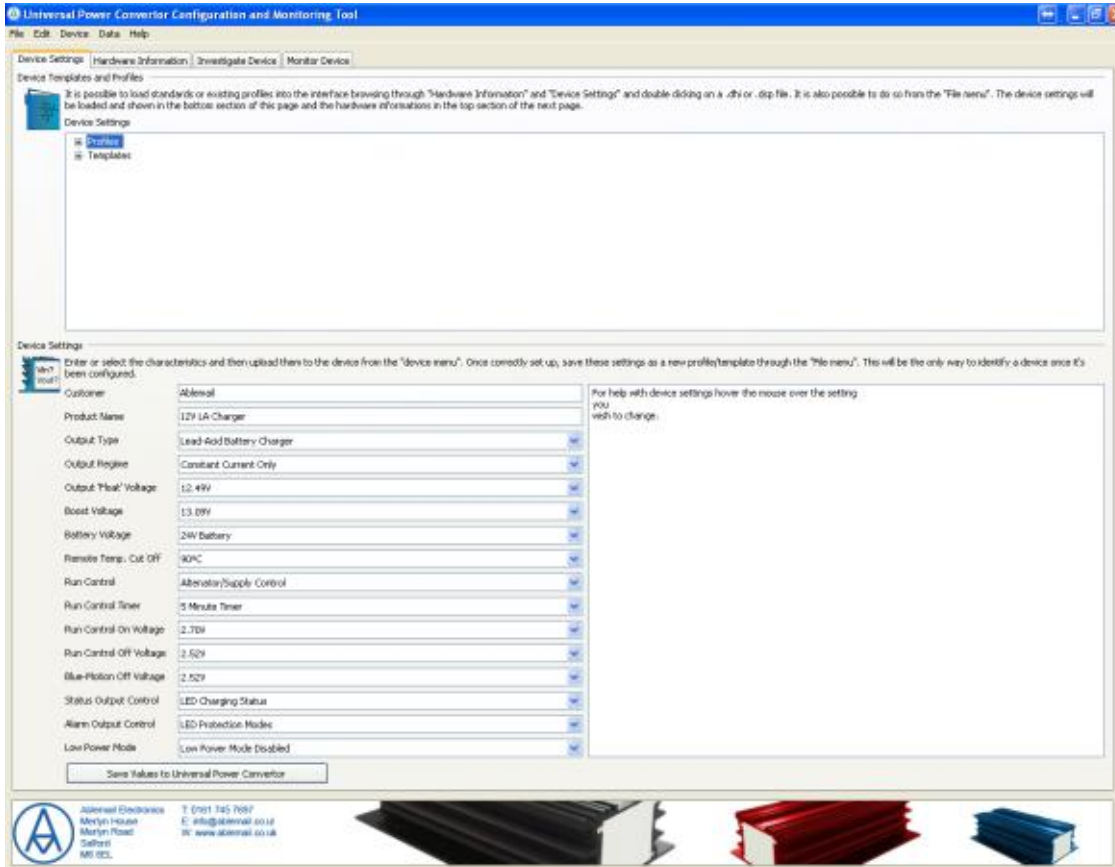 Universal Power Convertor Configuration and Monitoring Tool
File Edit Device Data Help
Device Settings Hardware Information Investigate Device Monitor Device
Device Templates and Profiles
It is possible to load standards or existing profiles into the interface browsing through "Hardware Information" and "Device Settings" and double clicking on a .dhi or .dsp file. It is also possible to do so from the "File menu". The device settings will
be loaded and shown in the bottom section of this page and the hardware informations in the top section of the next page.
Device Settings
Profiles
Templates
Device Settings
Vin?
Vout?
Enter or select the characteristics and then upload them to the device from the "device menu". Once correctly set up, save these settings as a new profile/template through the "File menu". This will be the only way to identify a device once it's
been configured.
Customer Ablemail
Product Name 12V LA Charger
Output Type Lead-Acid Battery Charger
Output Regime Constant Current Only
Output 'Float' Voltage 12.49V
Boost Voltage 13.09V
Battery Voltage 24V Battery
Remote Temp. Cut Off 90ºC
Run Control Altenator/Supply Control
Run Control Timer 5 Minute Timer
Run Control On Voltage 2.70V
Run Control Off Voltage 2.52V
Blue-Motion Off Voltage 2.52V
Status Output Control LED Charging Status
Alarm Output Control LED Protection Modes
Low Power Mode Low Power Mode Disabled
For help with device settings hover the mouse over the setting
you
wish to change.
Save Values to Universal Power Convertor
Ablemail Electronics
Merlyn House
Merlyn Road
Salford
M6 8EL
T: 0161 745 7697
E: info@ablemail.co.uk
W: www.ablemail.co.uk